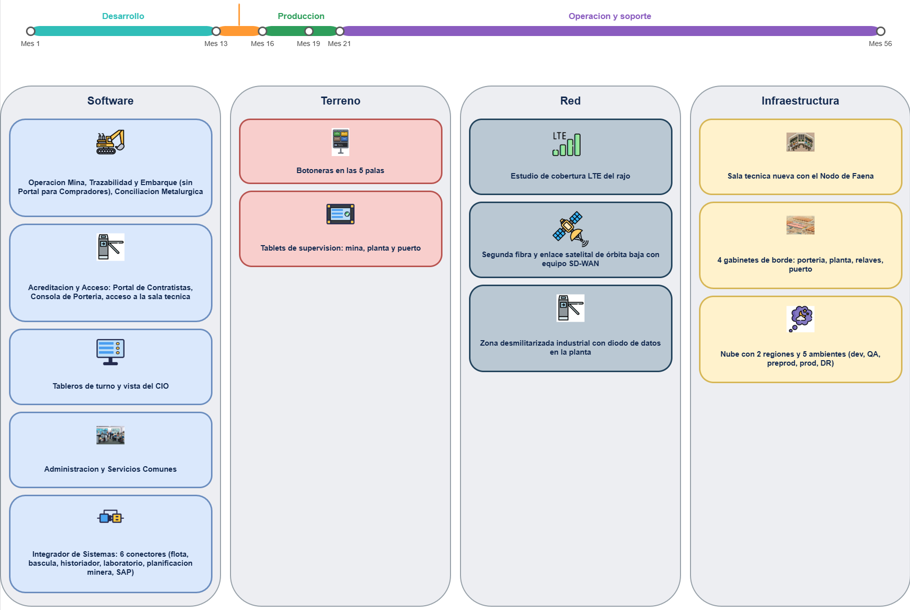 Desarrollo
Produccion
Operacion y soporte
Mes 1
Mes 13
Mes 16
Mes 19
Mes 21
Mes 56
Software
Operacion Mina, Trazabilidad y Embarque (sin
Portal para Compradores), Conciliacion Metalurgica
Acreditacion y Acceso: Portal de Contratistas,
Consola de Porteria, acceso a la sala tecnica
Tableros de turno y vista del CIO
Administracion y Servicios Comunes
Integrador de Sistemas: 6 conectores (flota,
bascula, historiador, laboratorio, planificacion
minera, SAP)
Terreno
Botoneras en las 5 palas
Tablets de supervision: mina, planta y puerto
Red
LTE
Estudio de cobertura LTE del rajo
Segunda fibra y enlace satelital de órbita baja con
equipo SD-WAN
Zona desmilitarizada industrial con diodo de datos
en la planta
Infraestructura
Sala tecnica nueva con el Nodo de Faena
4 gabinetes de borde: porteria, planta, relaves,
puerto
Nube con 2 regiones y 5 ambientes (dev, QA,
preprod, prod, DR)